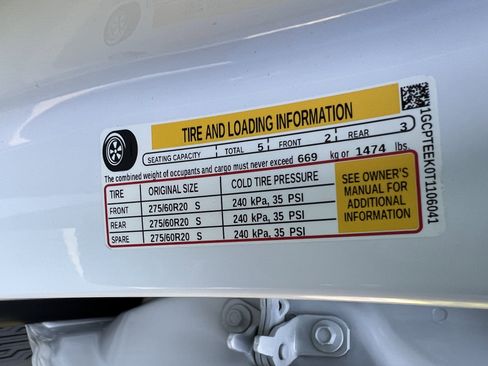 TIRE AND LOADING INFORMATION
SEATING CAPACITY TOTAL 5 FRONT 2 REAR 3
The combined weight of occupants and cargo must never exceed 669 kg or 1474 lbs.
TIRE ORIGINAL SIZE COLD TIRE PRESSURE
FRONT 275/60R20 S 240 kPa, 35 PSI
REAR 275/60R20 S 240 kPa, 35 PSI
SPARE 275/60R20 S 240 kPa, 35 PSI
SEE OWNER'S
MANUAL FOR
ADDITIONAL
INFORMATION
1GCPTEEK0T1106041